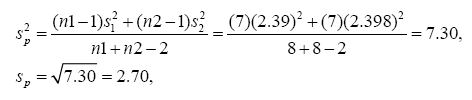 s_p^2 = \frac{(n1-1)s_1^2 + (n2-1)s_2^2}{n1+n2-2} = \frac{(7)(2.39)^2 + (7)(2.398)^2}{8+8-2} = 7.30,
s_p = \sqrt{7.30} = 2.70,